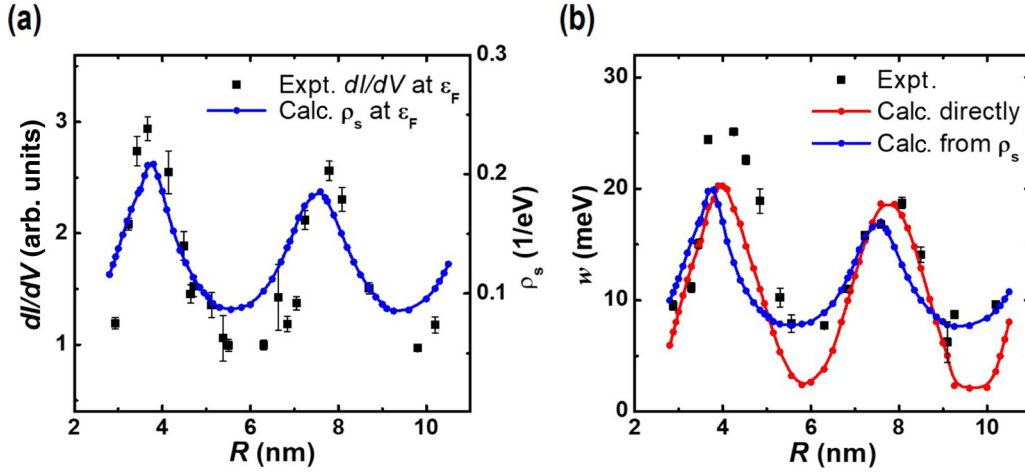 (a)
Expt. dI/dV at εF
Calc. ρs at εF
dI/dV (arb. units)
3
2
1
0.3
0.2
0.1
0.0
ρs (1/eV)
2 4 6 8 10
R (nm)
(b)
Expt.
Calc. directly
Calc. from ρs
w (meV)
30
20
10
0
2 4 6 8 10
R (nm)